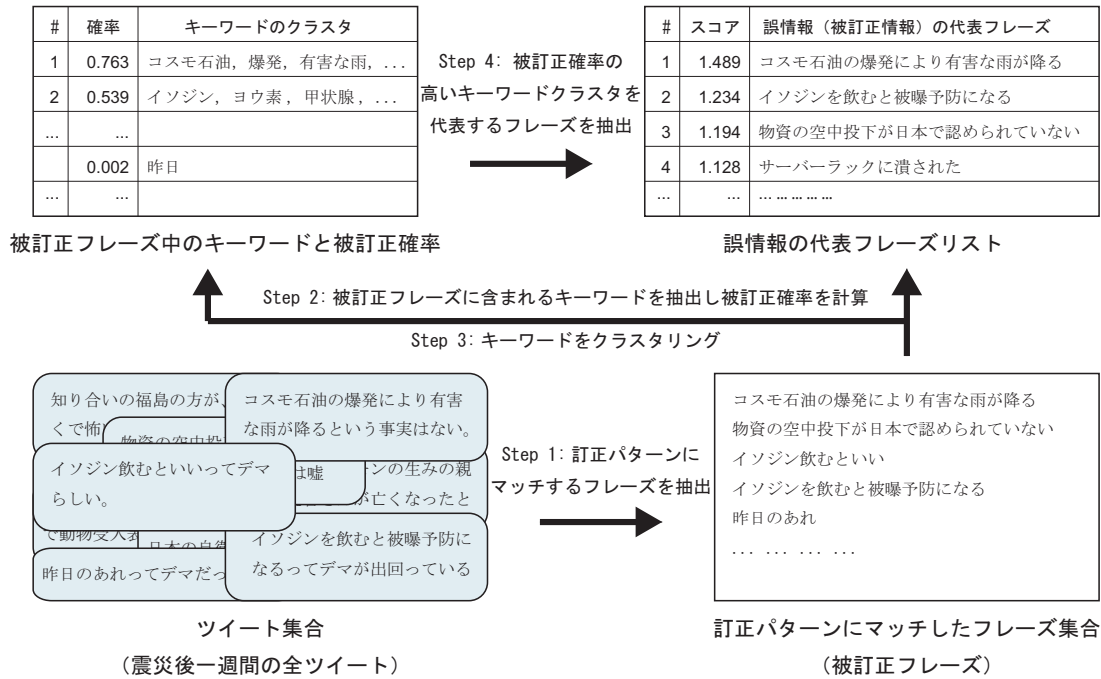 # 確率 キーワードのクラスタ
1 0.763 コスモ石油，爆発，有害な雨，...
2 0.539 イソジン，ヨウ素，甲状腺，...
... ...
0.002 昨日
... ...
被訂正フレーズ中のキーワードと被訂正確率
Step 4: 被訂正確率の
高いキーワードクラスタを
代表するフレーズを抽出
# スコア 誤情報（被訂正情報）の代表フレーズ
1 1.489 コスモ石油の爆発により有害な雨が降る
2 1.234 イソジンを飲むと被曝予防になる
3 1.194 物資の空中投下が日本で認められていない
4 1.128 サーバーラックに潰された
... ... ... ... ... ... ...
誤情報の代表フレーズリスト
Step 2: 被訂正フレーズに含まれるキーワードを抽出し被訂正確率を計算
Step 3: キーワードをクラスタリング
知り合いの福島の方が、
くで怖
物資の空中投
コスモ石油の爆発により有害
な雨が降るという事実はない。
イソジン飲むといいってデマ
らしい。
は嘘
ンの生みの親
が亡くなったと
で動物受入表
日本の自衛
イソジンを飲むと被曝予防に
なるってデマが出回っている
昨日のあれってデマだっ
ツイート集合
（震災後一週間の全ツイート）
Step 1: 訂正パターンに
マッチするフレーズを抽出
コスモ石油の爆発により有害な雨が降る
物資の空中投下が日本で認められていない
イソジン飲むといい
イソジンを飲むと被曝予防になる
昨日のあれ
... ... ... ...
訂正パターンにマッチしたフレーズ集合
（被訂正フレーズ）